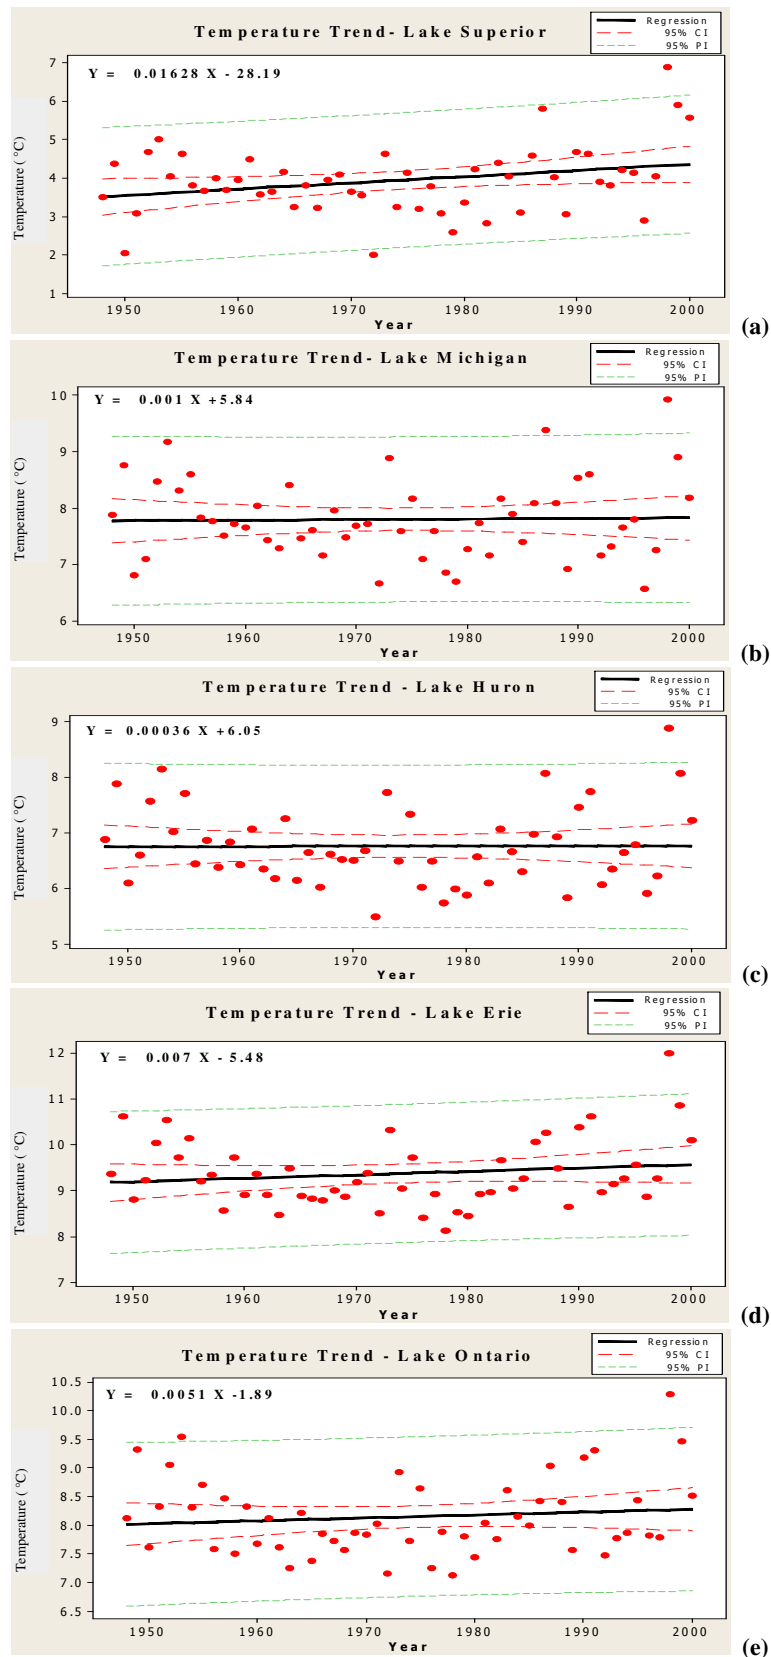 Temperature Trend- Lake Superior
Regression
95% CI
95% PI
Y = 0.01628 X - 28.19
Temperature ( °C)
7
6
5
4
3
2
1
1950 1960 1970 1980 1990 2000
Year
(a)
Temperature Trend- Lake Michigan
Regression
95% CI
95% PI
Y = 0.001 X +5.84
Temperature ( °C)
10
9
8
7
6
1950 1960 1970 1980 1990 2000
Year
(b)
Temperature Trend - Lake Huron
Regression
95% CI
95% PI
Y = 0.00036 X +6.05
Temperature ( °C)
9
8
7
6
5
1950 1960 1970 1980 1990 2000
Year
(c)
Temperature Trend - Lake Erie
Regression
95% CI
95% PI
Y = 0.007 X - 5.48
Temperature ( °C)
12
11
10
9
8
7
1950 1960 1970 1980 1990 2000
Year
(d)
Temperature Trend - Lake Ontario
Regression
95% CI
95% PI
Y = 0.0051 X -1.89
Temperature ( °C)
10.5
10.0
9.5
9.0
8.5
8.0
7.5
7.0
6.5
1950 1960 1970 1980 1990 2000
Year
(e)